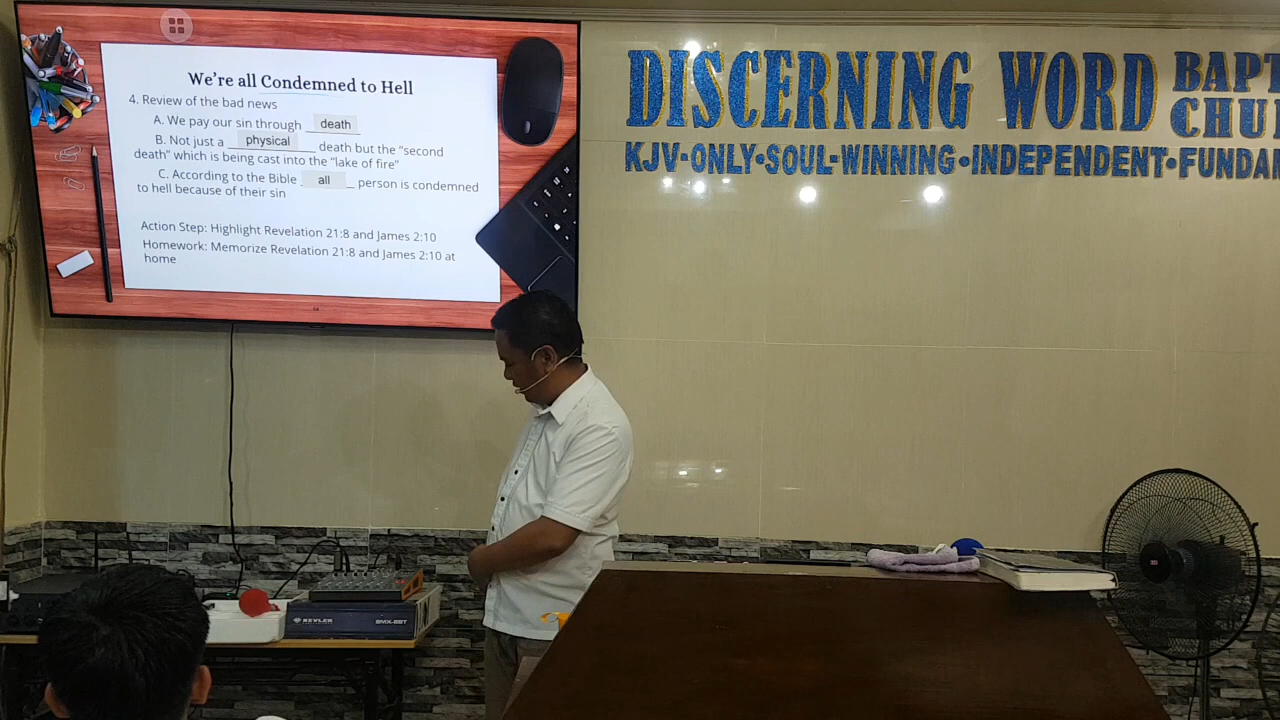 We're all Condemned to Hell
4. Review of the bad news
A. We pay our sin through death
B. Not just a physical death but the “second
death” which is being cast into the “lake of fire”
C. According to the Bible all person is condemned
to hell because of their sin
Action Step: Highlight Revelation 21:8 and James 2:10
Homework: Memorize Revelation 21:8 and James 2:10 at
home
DISCERNING WORD BAPT
CHU
KJV-ONLY•SOUL-WINNING•INDEPENDENT•FUNDA
KEVLER
GMX-8BT